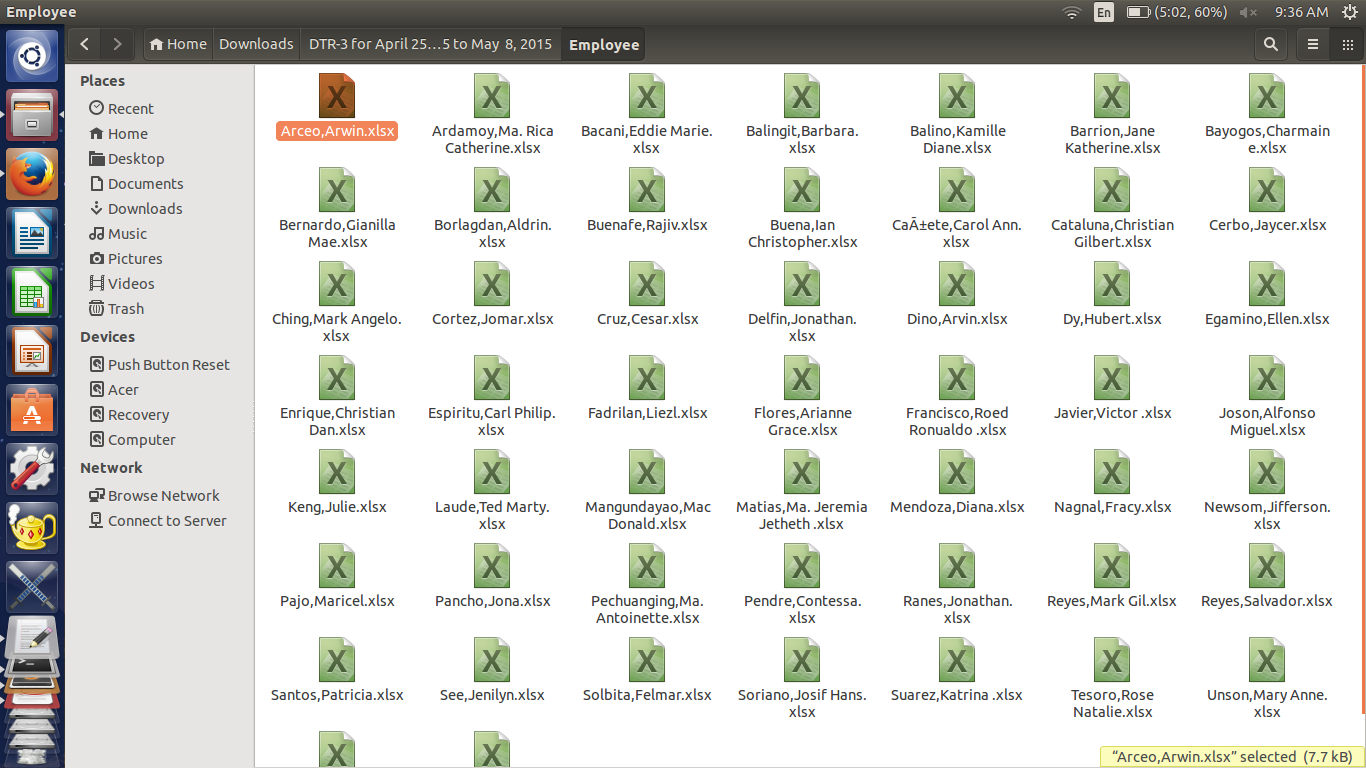 Employee
En
(5:02, 60%)
9:36 AM
Home
Downloads
DTR-3 for April 25...5 to May 8, 2015
Employee
Places
Recent
Home
Desktop
Documents
Downloads
Music
Pictures
Videos
Trash
Devices
Push Button Reset
Acer
Recovery
Computer
Network
Browse Network
Connect to Server
Arceo,Arwin.xlsx
Ardamoy,Ma. Rica
Catherine.xlsx
Bacani,Eddie Marie.
xlsx
Balingit,Barbara.
xlsx
Balino,Kamille
Diane.xlsx
Barrion,Jane
Katherine.xlsx
Bayogos,Charmain
e.xlsx
Bernardo,Gianilla
Mae.xlsx
Borlagdan,Aldrin.
xlsx
Buenafe,Rajiv.xlsx
Buena,Ian
Christopher.xlsx
CaÃ±ete,Carol Ann.
xlsx
Cataluna,Christian
Gilbert.xlsx
Cerbo,Jaycer.xlsx
Ching,Mark Angelo.
xlsx
Cortez,Jomar.xlsx
Cruz,Cesar.xlsx
Delfin,Jonathan.
xlsx
Dino,Arvin.xlsx
Dy,Hubert.xlsx
Egamino,Ellen.xlsx
Enrique,Christian
Dan.xlsx
Espiritu,Carl Philip.
xlsx
Fadrilan,Liezl.xlsx
Flores,Arianne
Grace.xlsx
Francisco,Roed
Ronualdo .xlsx
Javier,Victor .xlsx
Joson,Alfonso
Miguel.xlsx
Keng,Julie.xlsx
Laude,Ted Marty.
xlsx
Mangundayao,Mac
Donald.xlsx
Matias,Ma. Jeremia
Jetheth .xlsx
Mendoza,Diana.xlsx
Nagnal,Fracy.xlsx
Newsom,Jifferson.
xlsx
Pajo,Maricel.xlsx
Pancho,Jona.xlsx
Pechuanging,Ma.
Antoinette.xlsx
Pendre,Contessa.
xlsx
Ranes,Jonathan.
xlsx
Reyes,Mark Gil.xlsx
Reyes,Salvador.xlsx
Santos,Patricia.xlsx
See,Jenilyn.xlsx
Solbita,Felmar.xlsx
Soriano,Josif Hans.
xlsx
Suarez,Katrina .xlsx
Tesoro,Rose
Natalie.xlsx
Unson,Mary Anne.
xlsx
“Arceo,Arwin.xlsx” selected (7.7 kB)